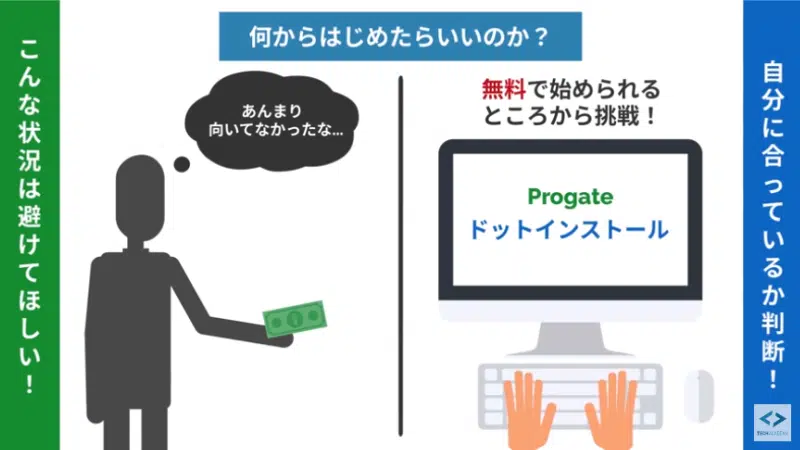 何からはじめたらいいのか？
こんな状況は避けてほしい！
あんまり
向いてなかったな...
無料で始められる
ところから挑戦！
Progate
ドットインストール
自分に合っているか判断！